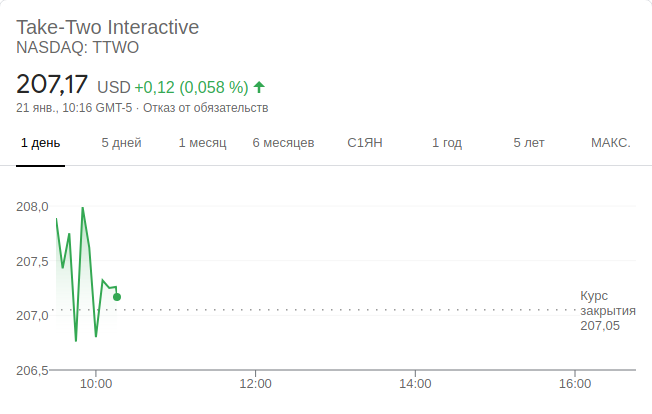 Take-Two Interactive
NASDAQ: TTWO
207,17 USD +0,12 (0,058 %)
21 янв., 10:16 GMT-5 · Отказ от обязательств
1 день 5 дней 1 месяц 6 месяцев С1ЯН 1 год 5 лет МАКС.
208,0
207,5
207,0
206,5
Курс
закрытия
207,05
10:00 12:00 14:00 16:00